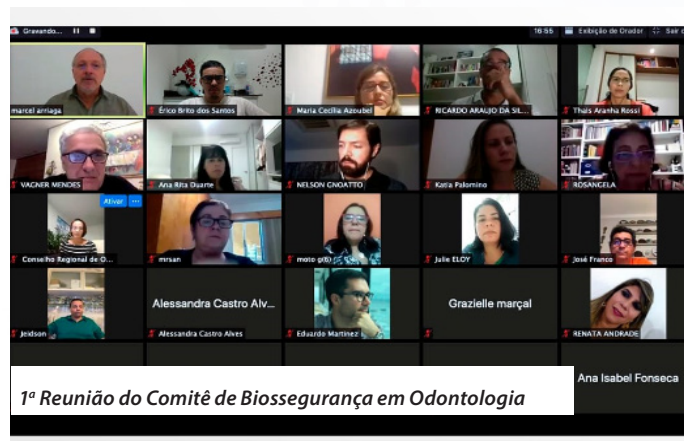 Gravando...
16:55
Exibição de Orador
Sair
marcel arriaga
Érico Brito dos Santos
Maria Cecília Azoubel
RICARDO ARAUJO DA SIL...
Thaís Aranha Rossi
VAGNER MENDES
Ana Rita Duarte
NELSON GNOATTO
Katia Palomino
ROSANGELA
Ativar ...
Conselho Regional de O...
mrsan
moto g(6)
Julie ELOY
José Franco
Jeidson
Alessandra Castro Alv...
Alessandra Castro Alves
Eduardo Martinez
Grazielle marçal
RENATA ANDRADE
Ana Isabel Fonseca
1ª Reunião do Comitê de Biossegurança em Odontologia